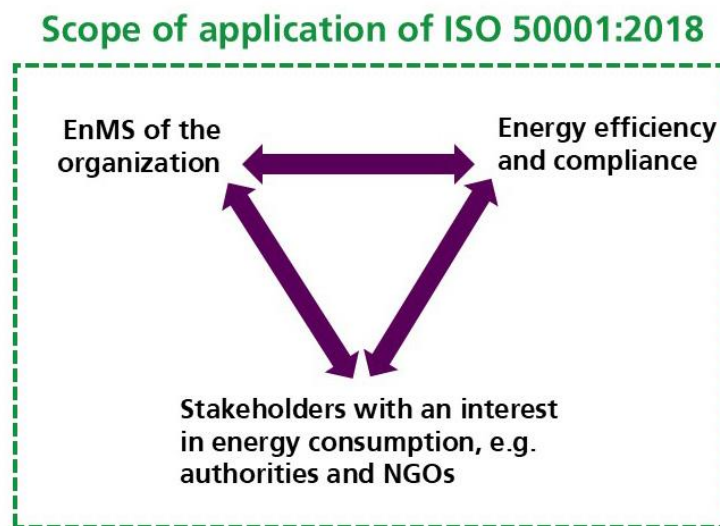 Scope of application of ISO 50001:2018
EnMS of the
organization
Energy efficiency
and compliance
Stakeholders with an interest
in energy consumption, e.g.
authorities and NGOs